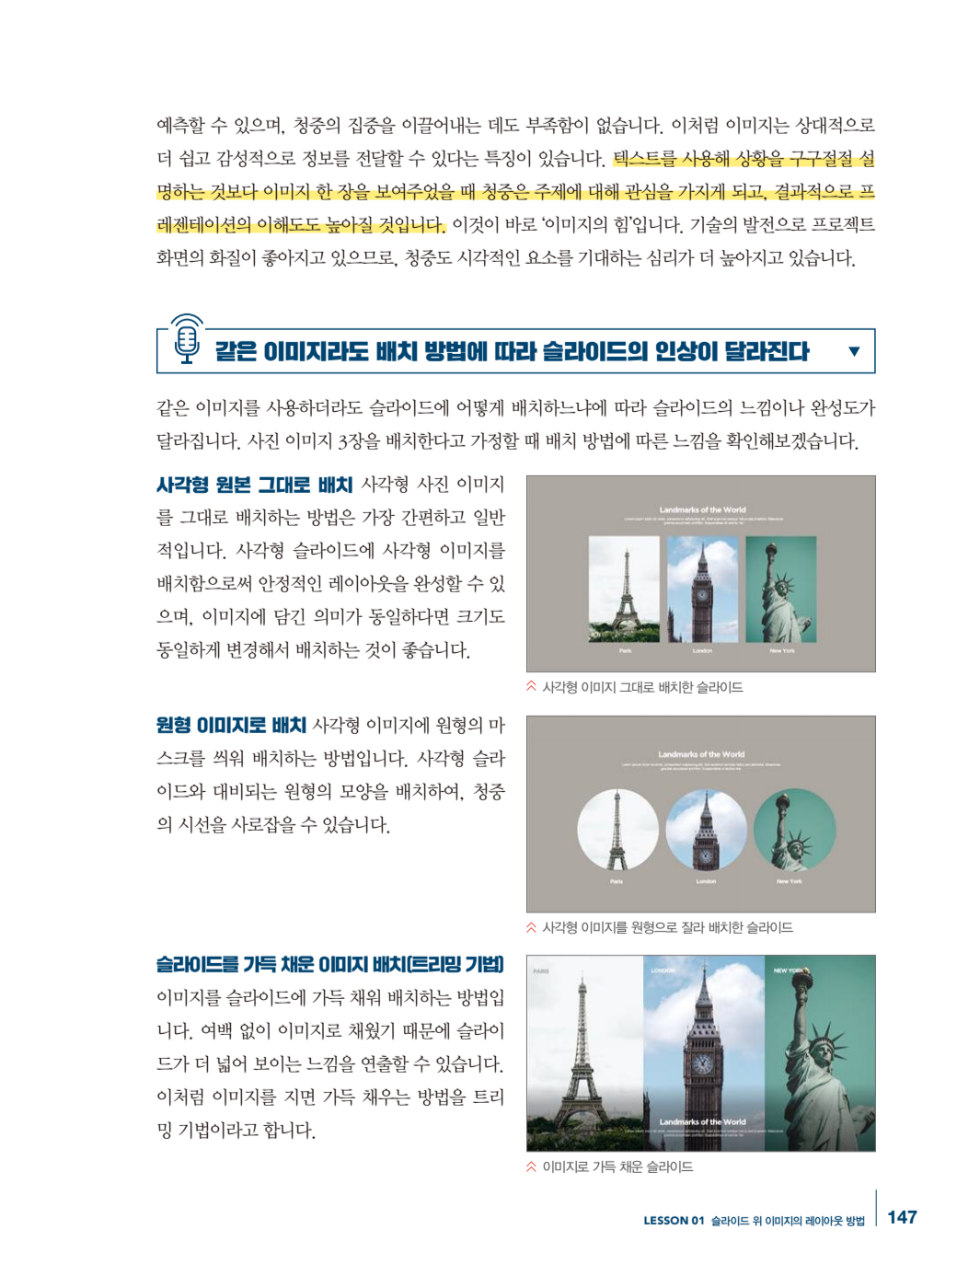 예측할 수 있으며, 청중의 집중을 이끌어내는 데도 부족함이 없습니다. 이처럼 이미지는 상대적으로
더 쉽고 감성적으로 정보를 전달할 수 있다는 특징이 있습니다. 텍스트를 사용해 상황을 구구절절 설
명하는 것보다 이미지 한 장을 보여주었을 때 청중은 주제에 대해 관심을 가지게 되고, 결과적으로 프
레젠테이션의 이해도도 높아질 것입니다. 이것이 바로 ‘이미지의 힘’입니다. 기술의 발전으로 프로젝트
화면의 화질이 좋아지고 있으므로, 청중도 시각적인 요소를 기대하는 심리가 더 높아지고 있습니다.
같은 이미지라도 배치 방법에 따라 슬라이드의 인상이 달라진다
같은 이미지를 사용하더라도 슬라이드에 어떻게 배치하느냐에 따라 슬라이드의 느낌이나 완성도가
달라집니다. 사진 이미지 3장을 배치한다고 가정할 때 배치 방법에 따른 느낌을 확인해보겠습니다.
사각형 원본 그대로 배치 사각형 사진 이미지
를 그대로 배치하는 방법은 가장 간편하고 일반
적입니다. 사각형 슬라이드에 사각형 이미지를
배치함으로써 안정적인 레이아웃을 완성할 수 있
으며, 이미지에 담긴 의미가 동일하다면 크기도
동일하게 변경해서 배치하는 것이 좋습니다.
Landmarks of the World
Paris
London
New York
사각형 이미지 그대로 배치한 슬라이드
원형 이미지로 배치 사각형 이미지에 원형의 마
스크를 씌워 배치하는 방법입니다. 사각형 슬라
이드와 대비되는 원형의 모양을 배치하여, 청중
의 시선을 사로잡을 수 있습니다.
Landmarks of the World
Paris
London
New York
사각형 이미지를 원형으로 잘라 배치한 슬라이드
슬라이드를 가득 채운 이미지 배치(트리밍 기법)
이미지를 슬라이드에 가득 채워 배치하는 방법입
니다. 여백 없이 이미지로 채웠기 때문에 슬라이
드가 더 넓어 보이는 느낌을 연출할 수 있습니다.
이처럼 이미지를 지면 가득 채우는 방법을 트리
밍 기법이라고 합니다.
PARIS
LONDON
NEW YORK
Landmarks of the World
이미지로 가득 채운 슬라이드
LESSON 01 슬라이드 위 이미지의 레이아웃 방법
147